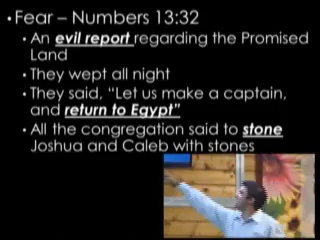 • Fear – Numbers 13:32
• An evil report regarding the Promised
Land
• They wept all night
• They said, “Let us make a captain,
and return to Egypt”
• All the congregation said to stone
Joshua and Caleb with stones